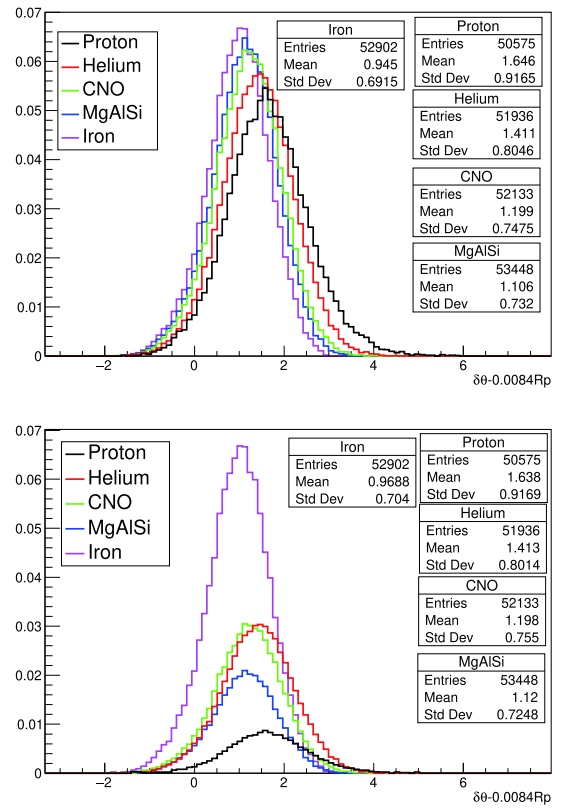 0.07
0.06
0.05
0.04
0.03
0.02
0.01
0
−2
0
2
4
6
δθ-0.0084Rp
Proton
Helium
CNO
MgAlSi
Iron
Iron
Entries 52902
Mean 0.945
Std Dev 0.6915
Proton
Entries 50575
Mean 1.646
Std Dev 0.9165
Helium
Entries 51936
Mean 1.411
Std Dev 0.8046
CNO
Entries 52133
Mean 1.199
Std Dev 0.7475
MgAlSi
Entries 53448
Mean 1.106
Std Dev 0.732
0.07
0.06
0.05
0.04
0.03
0.02
0.01
0
−2
0
2
4
6
δθ-0.0084Rp
Proton
Helium
CNO
MgAlSi
Iron
Iron
Entries 52902
Mean 0.9688
Std Dev 0.704
Proton
Entries 50575
Mean 1.638
Std Dev 0.9169
Helium
Entries 51936
Mean 1.413
Std Dev 0.8014
CNO
Entries 52133
Mean 1.198
Std Dev 0.755
MgAlSi
Entries 53448
Mean 1.12
Std Dev 0.7248